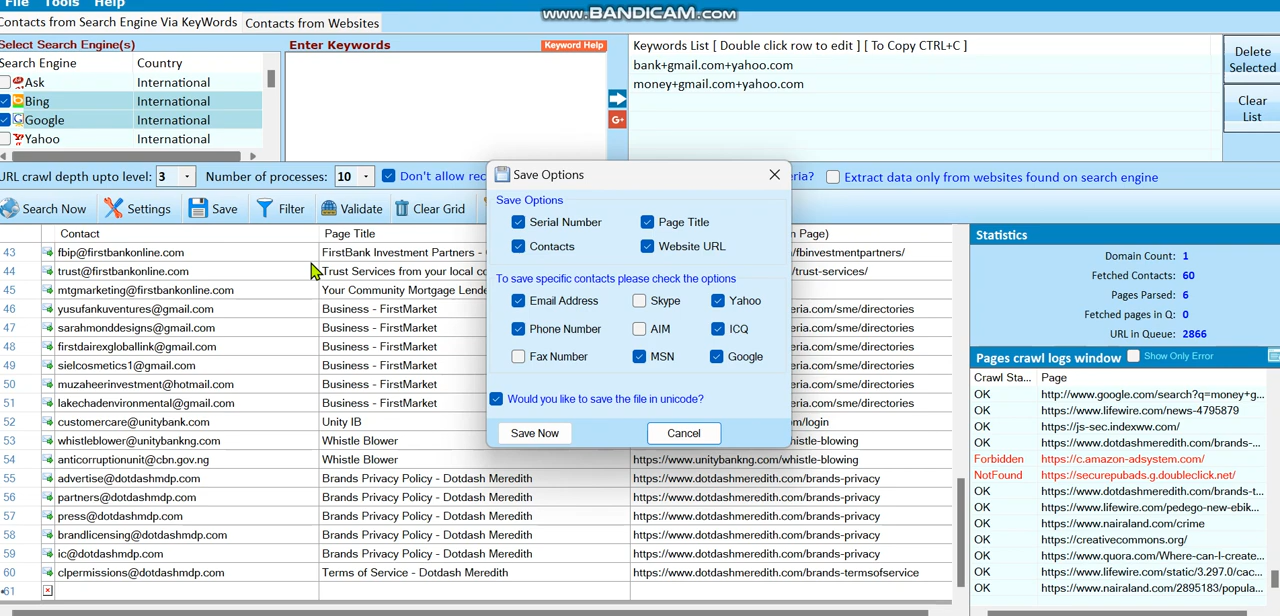 File Tools Help
www.BANDICAM.com
Contacts from Search Engine Via KeyWords Contacts from Websites
Select Search Engine(s)
Search Engine Country
Ask International
Bing International
Google International
Yahoo International
Enter Keywords Keyword Help
Keywords List [ Double click row to edit ] [ To Copy CTRL+C ]
bank+gmail.com+yahoo.com
money+gmail.com+yahoo.com
Delete
Selected
Clear
List
URL crawl depth upto level: 3 Number of processes: 10 Don't allow rec ria? Extract data only from websites found on search engine
Search Now Settings Save Filter Validate Clear Grid
Contact Page Title n Page)
43 fbip@firstbankonline.com FirstBank Investment Partners - fbinvestmentpartners/
44 trust@firstbankonline.com Trust Services from your local co /trust-services/
45 mtgmarketing@firstbankonline.com Your Community Mortgage Lende
46 yusufankuventures@gmail.com Business - FirstMarket eria.com/sme/directories
47 sarahmonddesigns@gmail.com Business - FirstMarket eria.com/sme/directories
48 firstdairexgloballink@gmail.com Business - FirstMarket eria.com/sme/directories
49 sielcosmetics1@gmail.com Business - FirstMarket eria.com/sme/directories
50 muzaheerinvestment@hotmail.com Business - FirstMarket eria.com/sme/directories
51 lakechadenvironmental@gmail.com Business - FirstMarket eria.com/sme/directories
52 customercare@unitybank.com Unity IB /login
53 whistleblower@unitybankng.com Whistle Blower https://www.unitybankng.com/whistle-blowing
54 anticorruptionunit@cbn.gov.ng Whistle Blower https://www.unitybankng.com/whistle-blowing
55 advertise@dotdashmdp.com Brands Privacy Policy - Dotdash Meredith https://www.dotdashmeredith.com/brands-privacy
56 partners@dotdashmdp.com Brands Privacy Policy - Dotdash Meredith https://www.dotdashmeredith.com/brands-privacy
57 press@dotdashmdp.com Brands Privacy Policy - Dotdash Meredith https://www.dotdashmeredith.com/brands-privacy
58 brandlicensing@dotdashmdp.com Brands Privacy Policy - Dotdash Meredith https://www.dotdashmeredith.com/brands-privacy
59 ic@dotdashmdp.com Brands Privacy Policy - Dotdash Meredith https://www.dotdashmeredith.com/brands-privacy
60 clpermissions@dotdashmdp.com Terms of Service - Dotdash Meredith https://www.dotdashmeredith.com/brands-termsofservice
61
Save Options
Save Options
Serial Number Page Title
Contacts Website URL
To save specific contacts please check the options
Email Address Skype Yahoo
Phone Number AIM ICQ
Fax Number MSN Google
Would you like to save the file in unicode?
Save Now Cancel
Statistics
Domain Count: 1
Fetched Contacts: 60
Pages Parsed: 6
Fetched pages in Q: 0
URL in Queue: 2866
Pages crawl logs window Show Only Error
Crawl Sta... Page
OK http://www.google.com/search?q=money+g...
OK https://www.lifewire.com/news-4795879
OK https://js-sec.indexww.com/
OK https://www.dotdashmeredith.com/brands-...
Forbidden https://c.amazon-adsystem.com/
NotFound https://securepubads.g.doubleclick.net/
OK https://www.dotdashmeredith.com/brands-t...
OK https://www.lifewire.com/pedego-new-ebik...
OK https://www.nairaland.com/crime
OK https://creativecommons.org/
OK https://www.quora.com/Where-can-I-create...
OK https://www.lifewire.com/static/3.297.0/cac...
OK https://www.nairaland.com/2895183/popula...